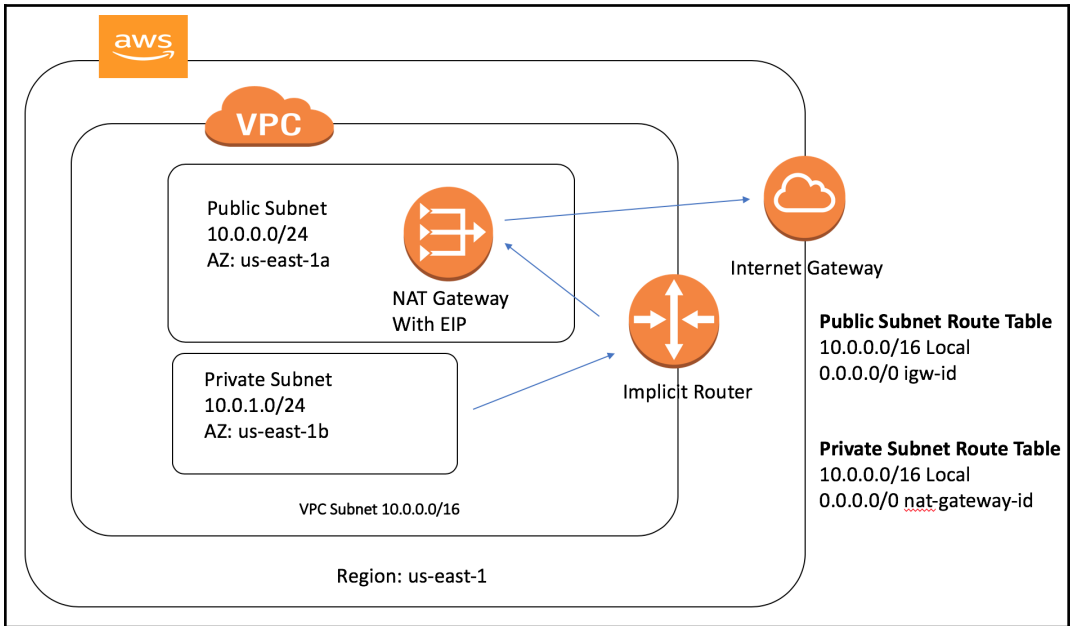 aws
VPC
Public Subnet
10.0.0.0/24
AZ: us-east-1a
NAT Gateway
With EIP
Private Subnet
10.0.1.0/24
AZ: us-east-1b
VPC Subnet 10.0.0.0/16
Region: us-east-1
Internet Gateway
Implicit Router
Public Subnet Route Table
10.0.0.0/16 Local
0.0.0.0/0 igw-id
Private Subnet Route Table
10.0.0.0/16 Local
0.0.0.0/0 nat-gateway-id